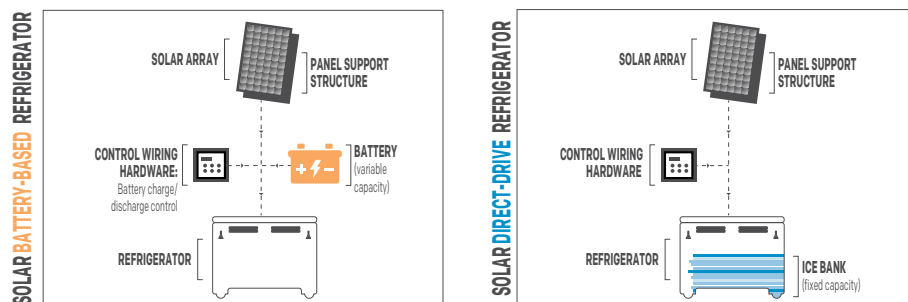 SOLAR BATTERY-BASED REFRIGERATOR
SOLAR ARRAY
PANEL SUPPORT
STRUCTURE
CONTROL WIRING
HARDWARE:
Battery charge/
discharge control
BATTERY
(variable
capacity)
REFRIGERATOR
SOLAR DIRECT-DRIVE REFRIGERATOR
SOLAR ARRAY
PANEL SUPPORT
STRUCTURE
CONTROL WIRING
HARDWARE
REFRIGERATOR
ICE BANK
(fixed capacity)